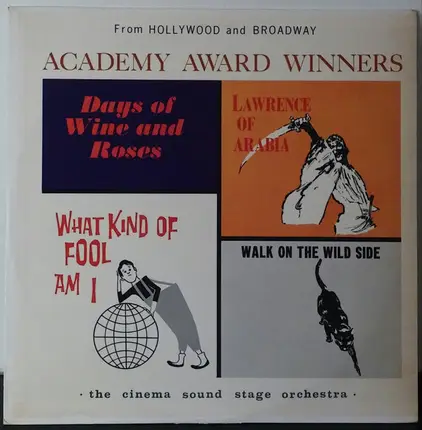 From HOLLYWOOD and BROADWAY
ACADEMY AWARD WINNERS
Days of
Wine and
Roses
LAWRENCE
OF
ARABIA
WHAT KIND OF
FOOL
AM I
WALK ON THE WILD SIDE
· the cinema sound stage orchestra ·